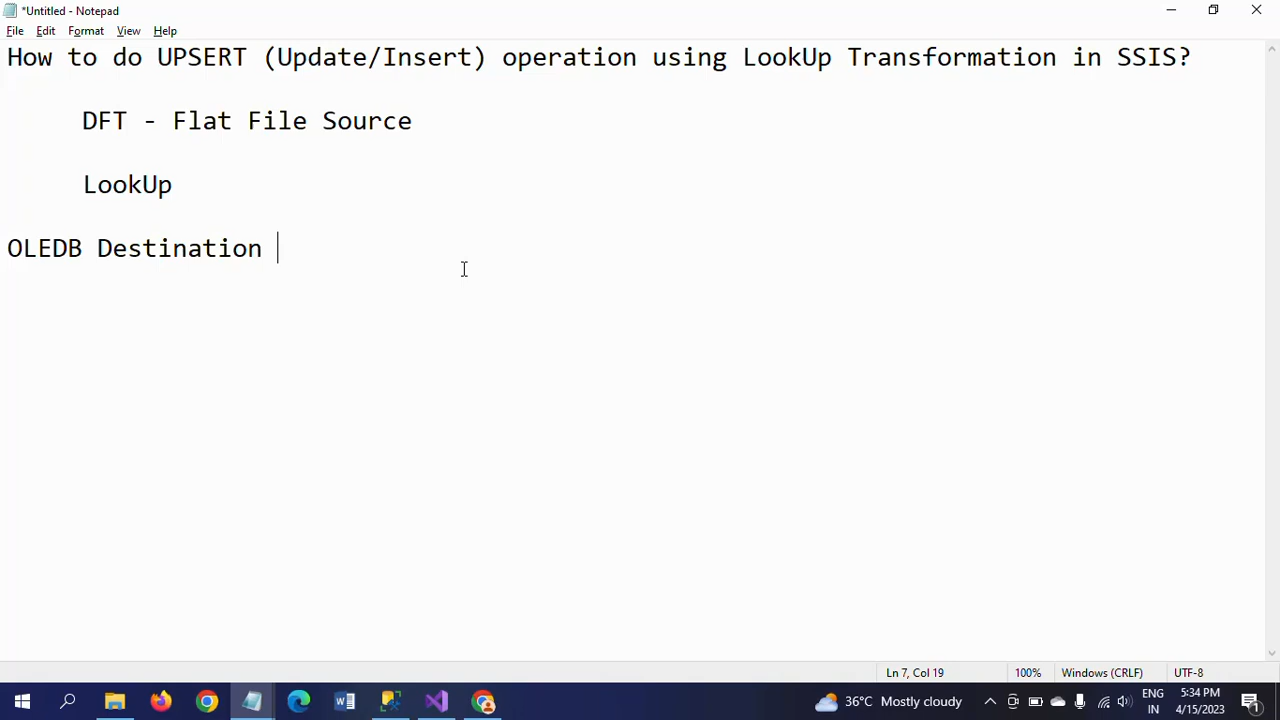 *Untitled - Notepad
File Edit Format View Help
How to do UPSERT (Update/Insert) operation using LookUp Transformation in SSIS?
DFT - Flat File Source
LookUp
OLEDB Destination
Ln 7, Col 19 100% Windows (CRLF) UTF-8
36°C Mostly cloudy ENG IN 5:34 PM 4/15/2023 1